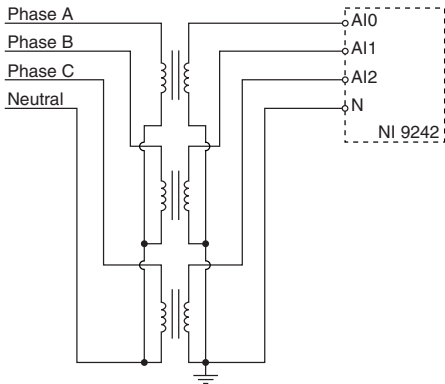 Phase A
Phase B
Phase C
Neutral
AI0
AI1
AI2
N
NI 9242